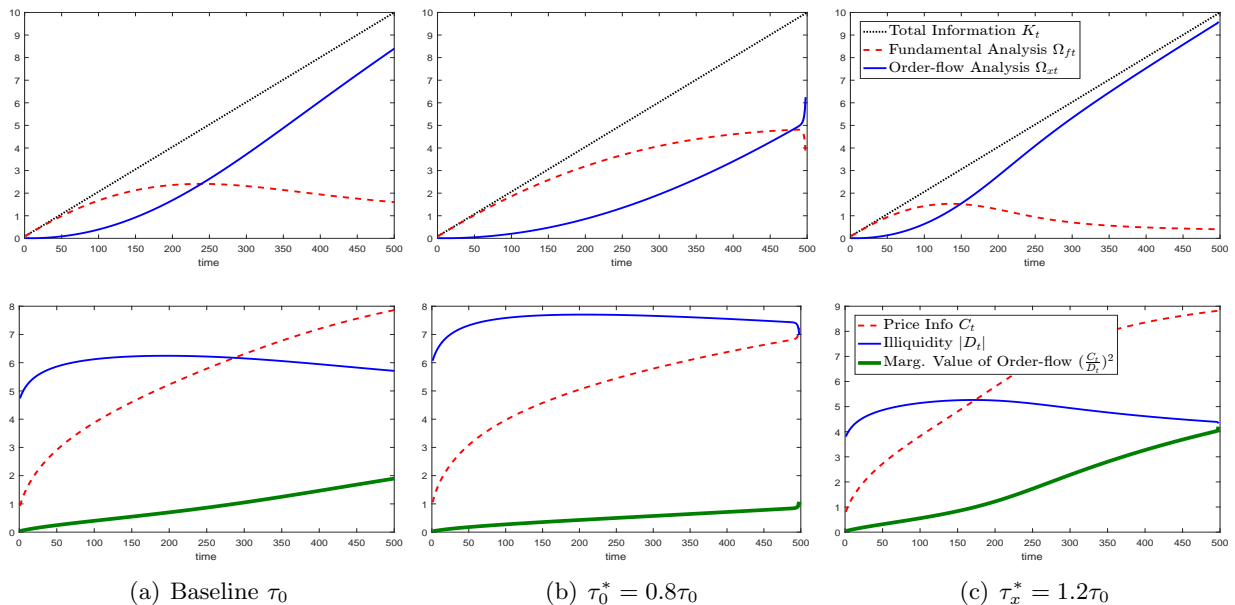 10
9
8
7
6
5
4
3
2
1
0
0 50 100 150 200 250 300 350 400 450 500
time
10
9
8
7
6
5
4
3
2
1
0
0 50 100 150 200 250 300 350 400 450 500
time
10
9
8
7
6
5
4
3
2
1
0
Total Information K_t
Fundamental Analysis Ω_{ft}
Order-flow Analysis Ω_{xt}
0 50 100 150 200 250 300 350 400 450 500
time
8
7
6
5
4
3
2
1
0
0 50 100 150 200 250 300 350 400 450 500
time
8
7
6
5
4
3
2
1
0
0 50 100 150 200 250 300 350 400 450 500
time
9
8
7
6
5
4
3
2
1
0
Price Info C_t
Illiquidity |D_t|
Marg. Value of Order-flow (\frac{C_t}{D_t})^2
0 50 100 150 200 250 300 350 400 450 500
time
(a) Baseline τ_0
(b) τ_0^* = 0.8τ_0
(c) τ_x^* = 1.2τ_0